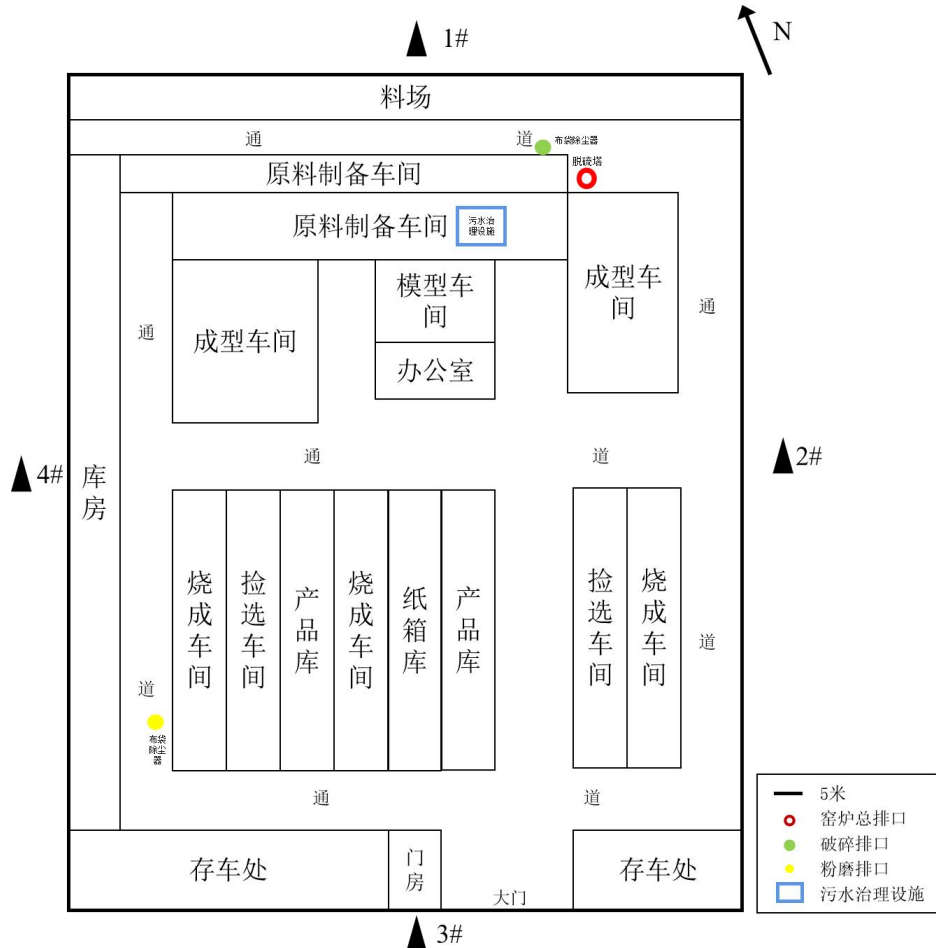 1#
N
料场
通
道
布袋除尘器
脱硫塔
原料制备车间
原料制备车间
污水治
理设施
成型车
间
模型车
间
通
通
成型车间
办公室
通
道
2#
4#
库
房
烧成车间
捡选车间
产品库
烧成车间
纸箱库
产品库
捡选车间
烧成车间
道
道
布袋
除尘
器
通
道
5米
窑炉总排口
破碎排口
粉磨排口
污水治理设施
存车处
门
房
大门
存车处
3#